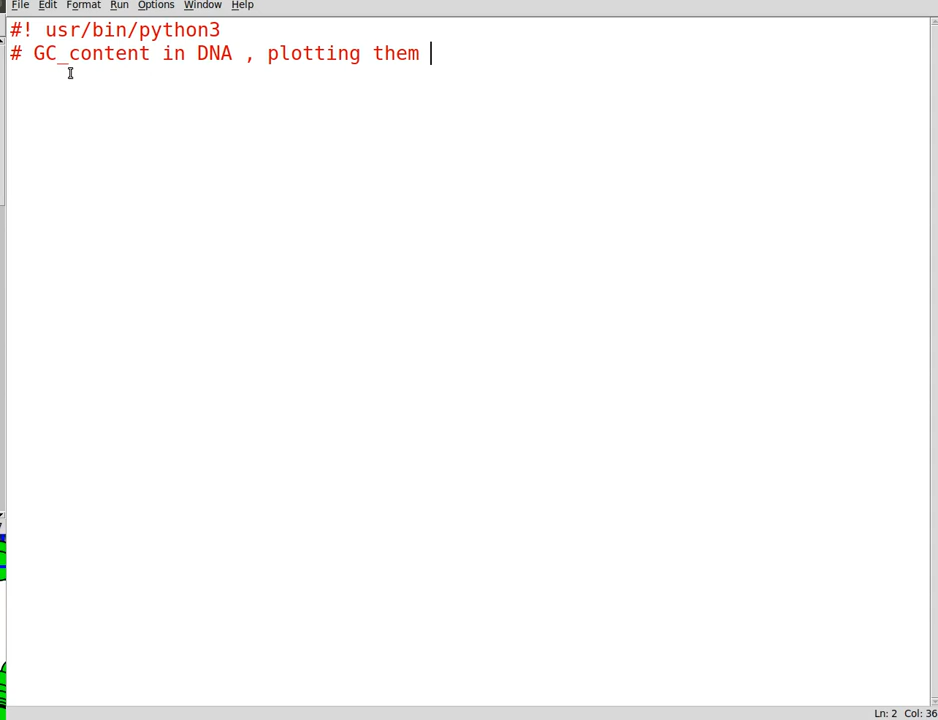 File Edit Format Run Options Window Help
#! usr/bin/python3
# GC_content in DNA , plotting them
Ln: 2 Col: 36